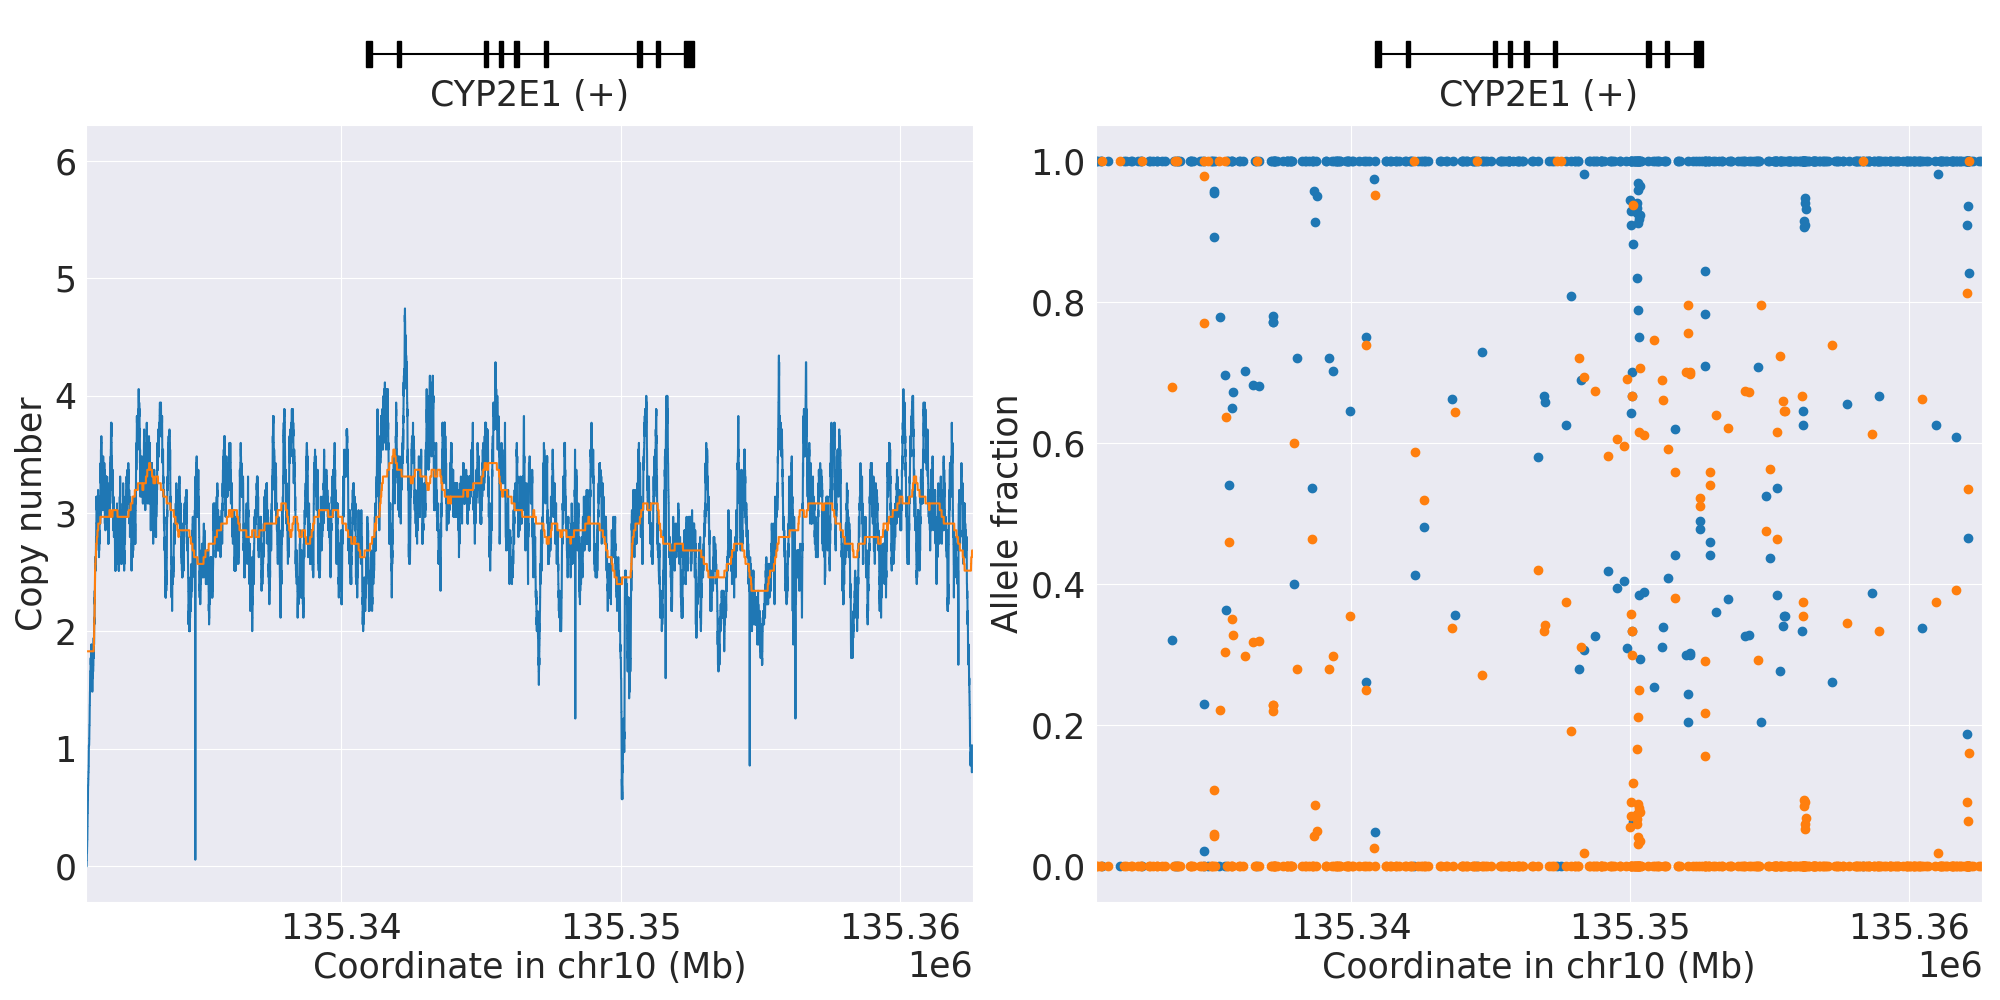 CYP2E1 (+)
CYP2E1 (+)
6
5
4
3
2
1
0
Copy number
135.34
135.35
135.36
Coordinate in chr10 (Mb)
1e6
1.0
0.8
0.6
0.4
0.2
0.0
Allele fraction
135.34
135.35
135.36
Coordinate in chr10 (Mb)
1e6